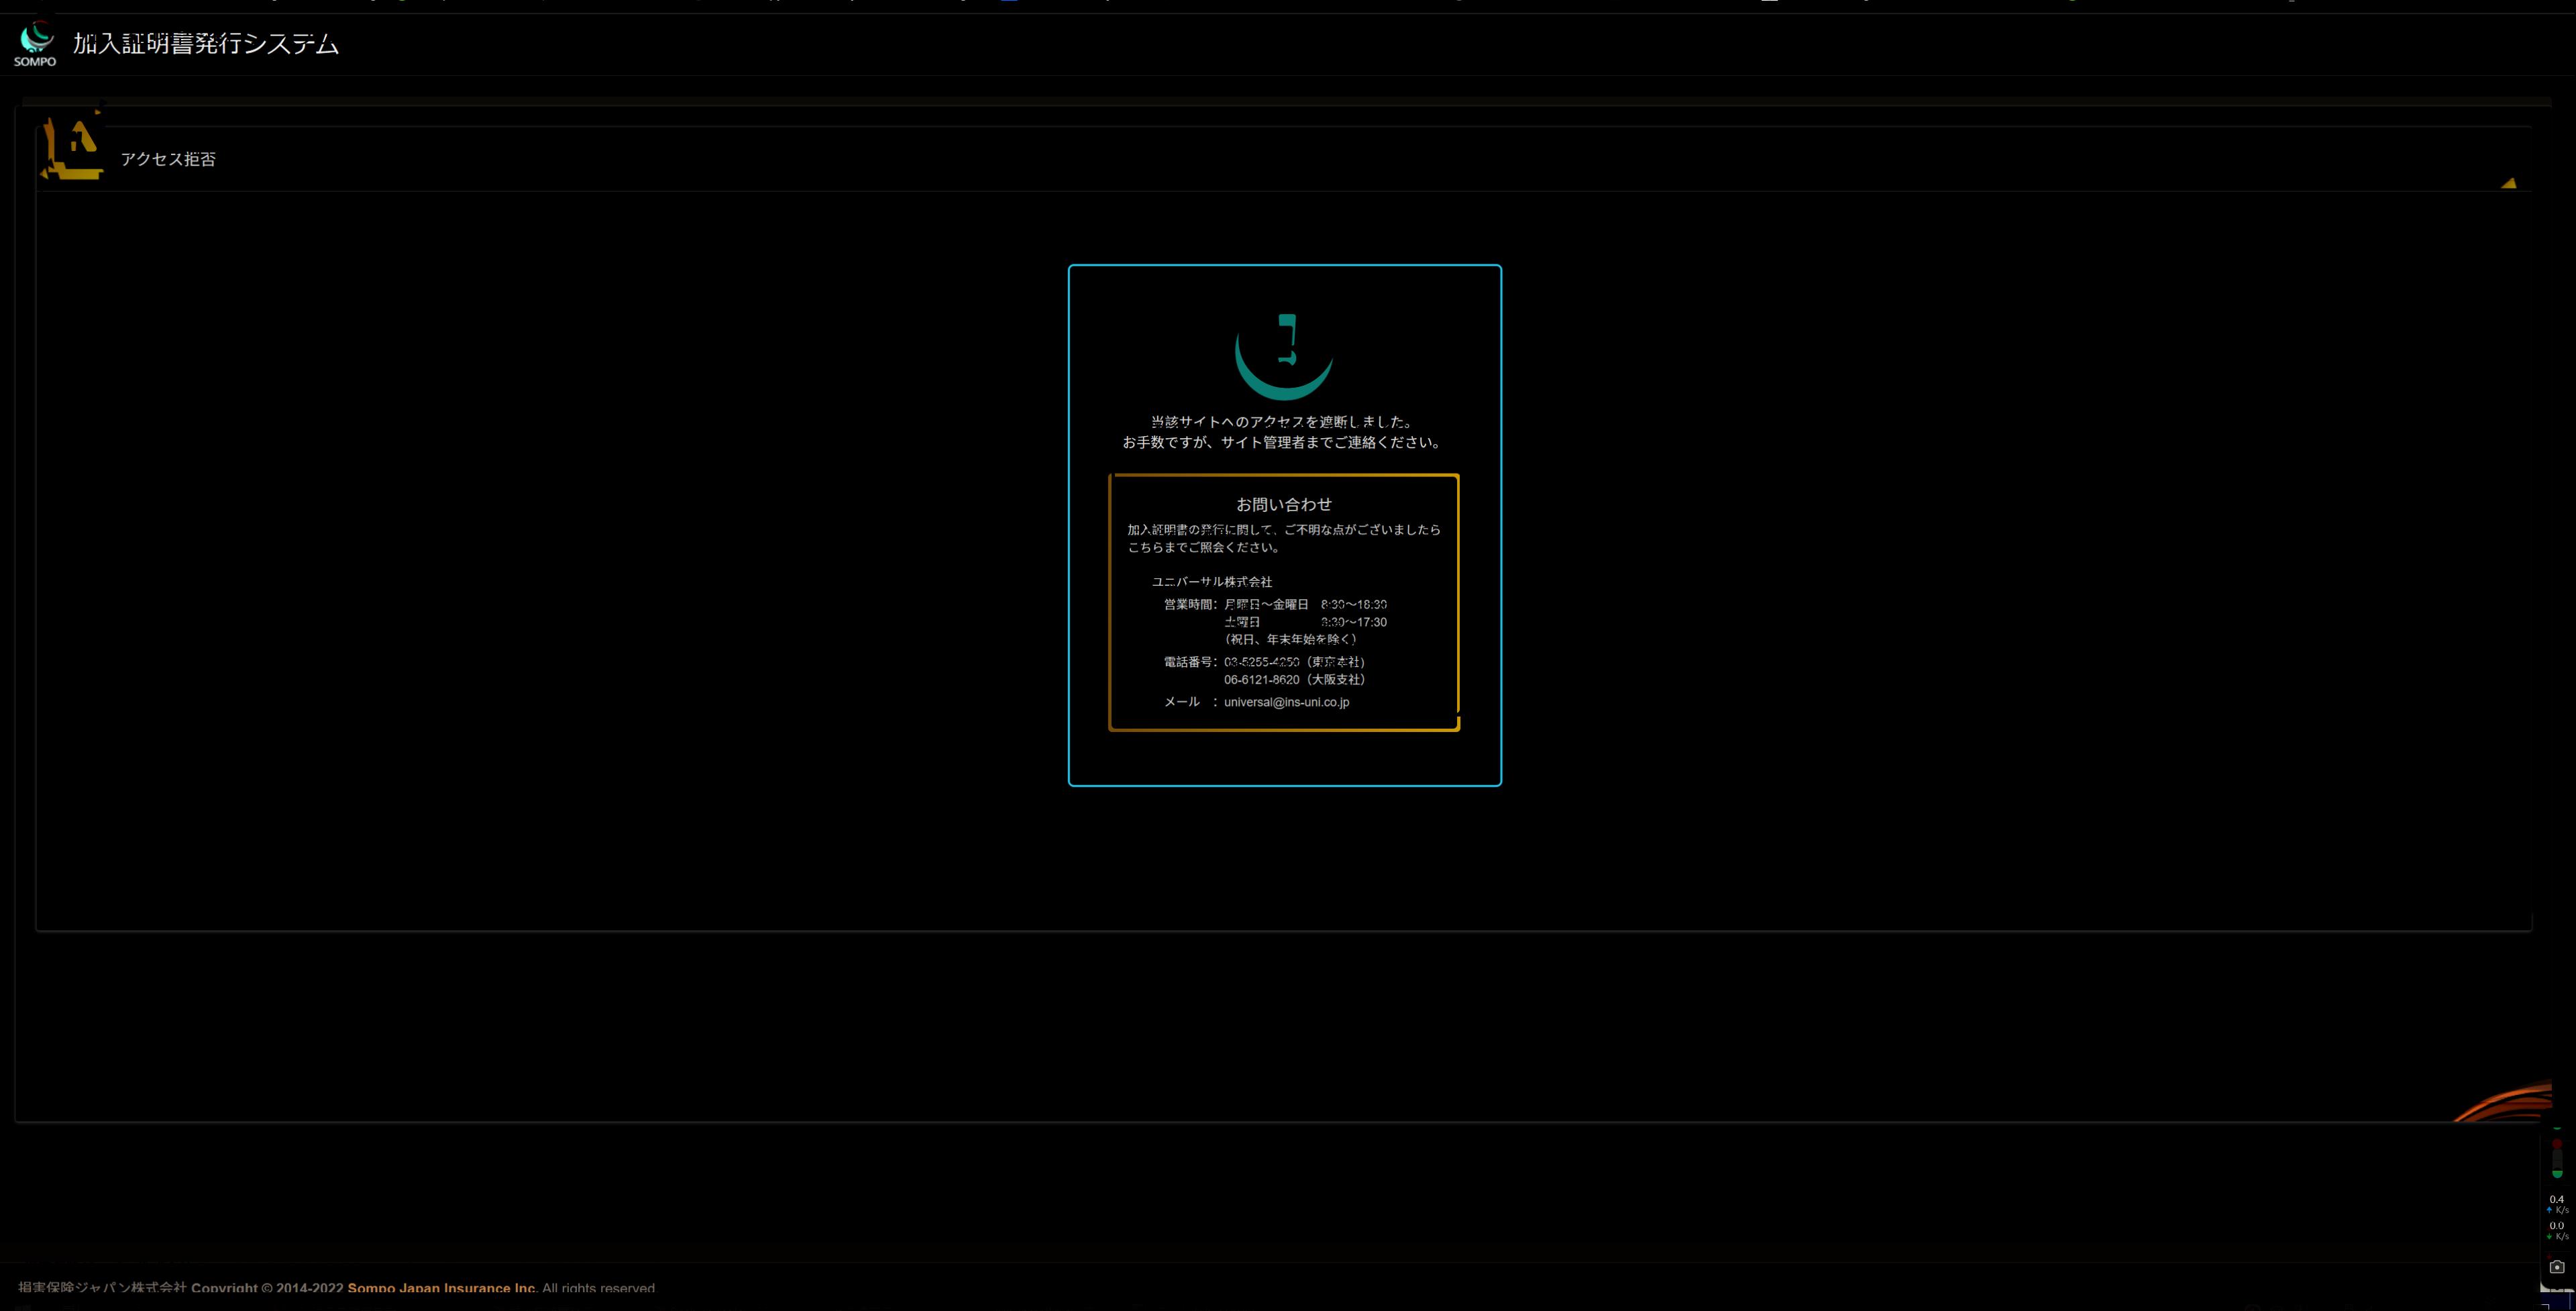 SOMPO
加入証明書発行システム
アクセス拒否
当該サイトへのアクセスを遮断しました。
お手数ですが、サイト管理者までご連絡ください。
お問い合わせ
加入証明書の発行に関して、ご不明な点がございましたら
こちらまでご照会ください。
ユニバーサル株式会社
営業時間： 月曜日～金曜日 8:30～18:30
土曜日 8:30～17:30
（祝日、年末年始を除く）
電話番号： 03-5255-4250（東京本社）
06-6121-8620（大阪支社）
メール ： universal@ins-uni.co.jp
0.4
K/s
0.0
K/s
損害保険ジャパン株式会社 Copyright © 2014-2022 Sompo Japan Insurance Inc. All rights reserved